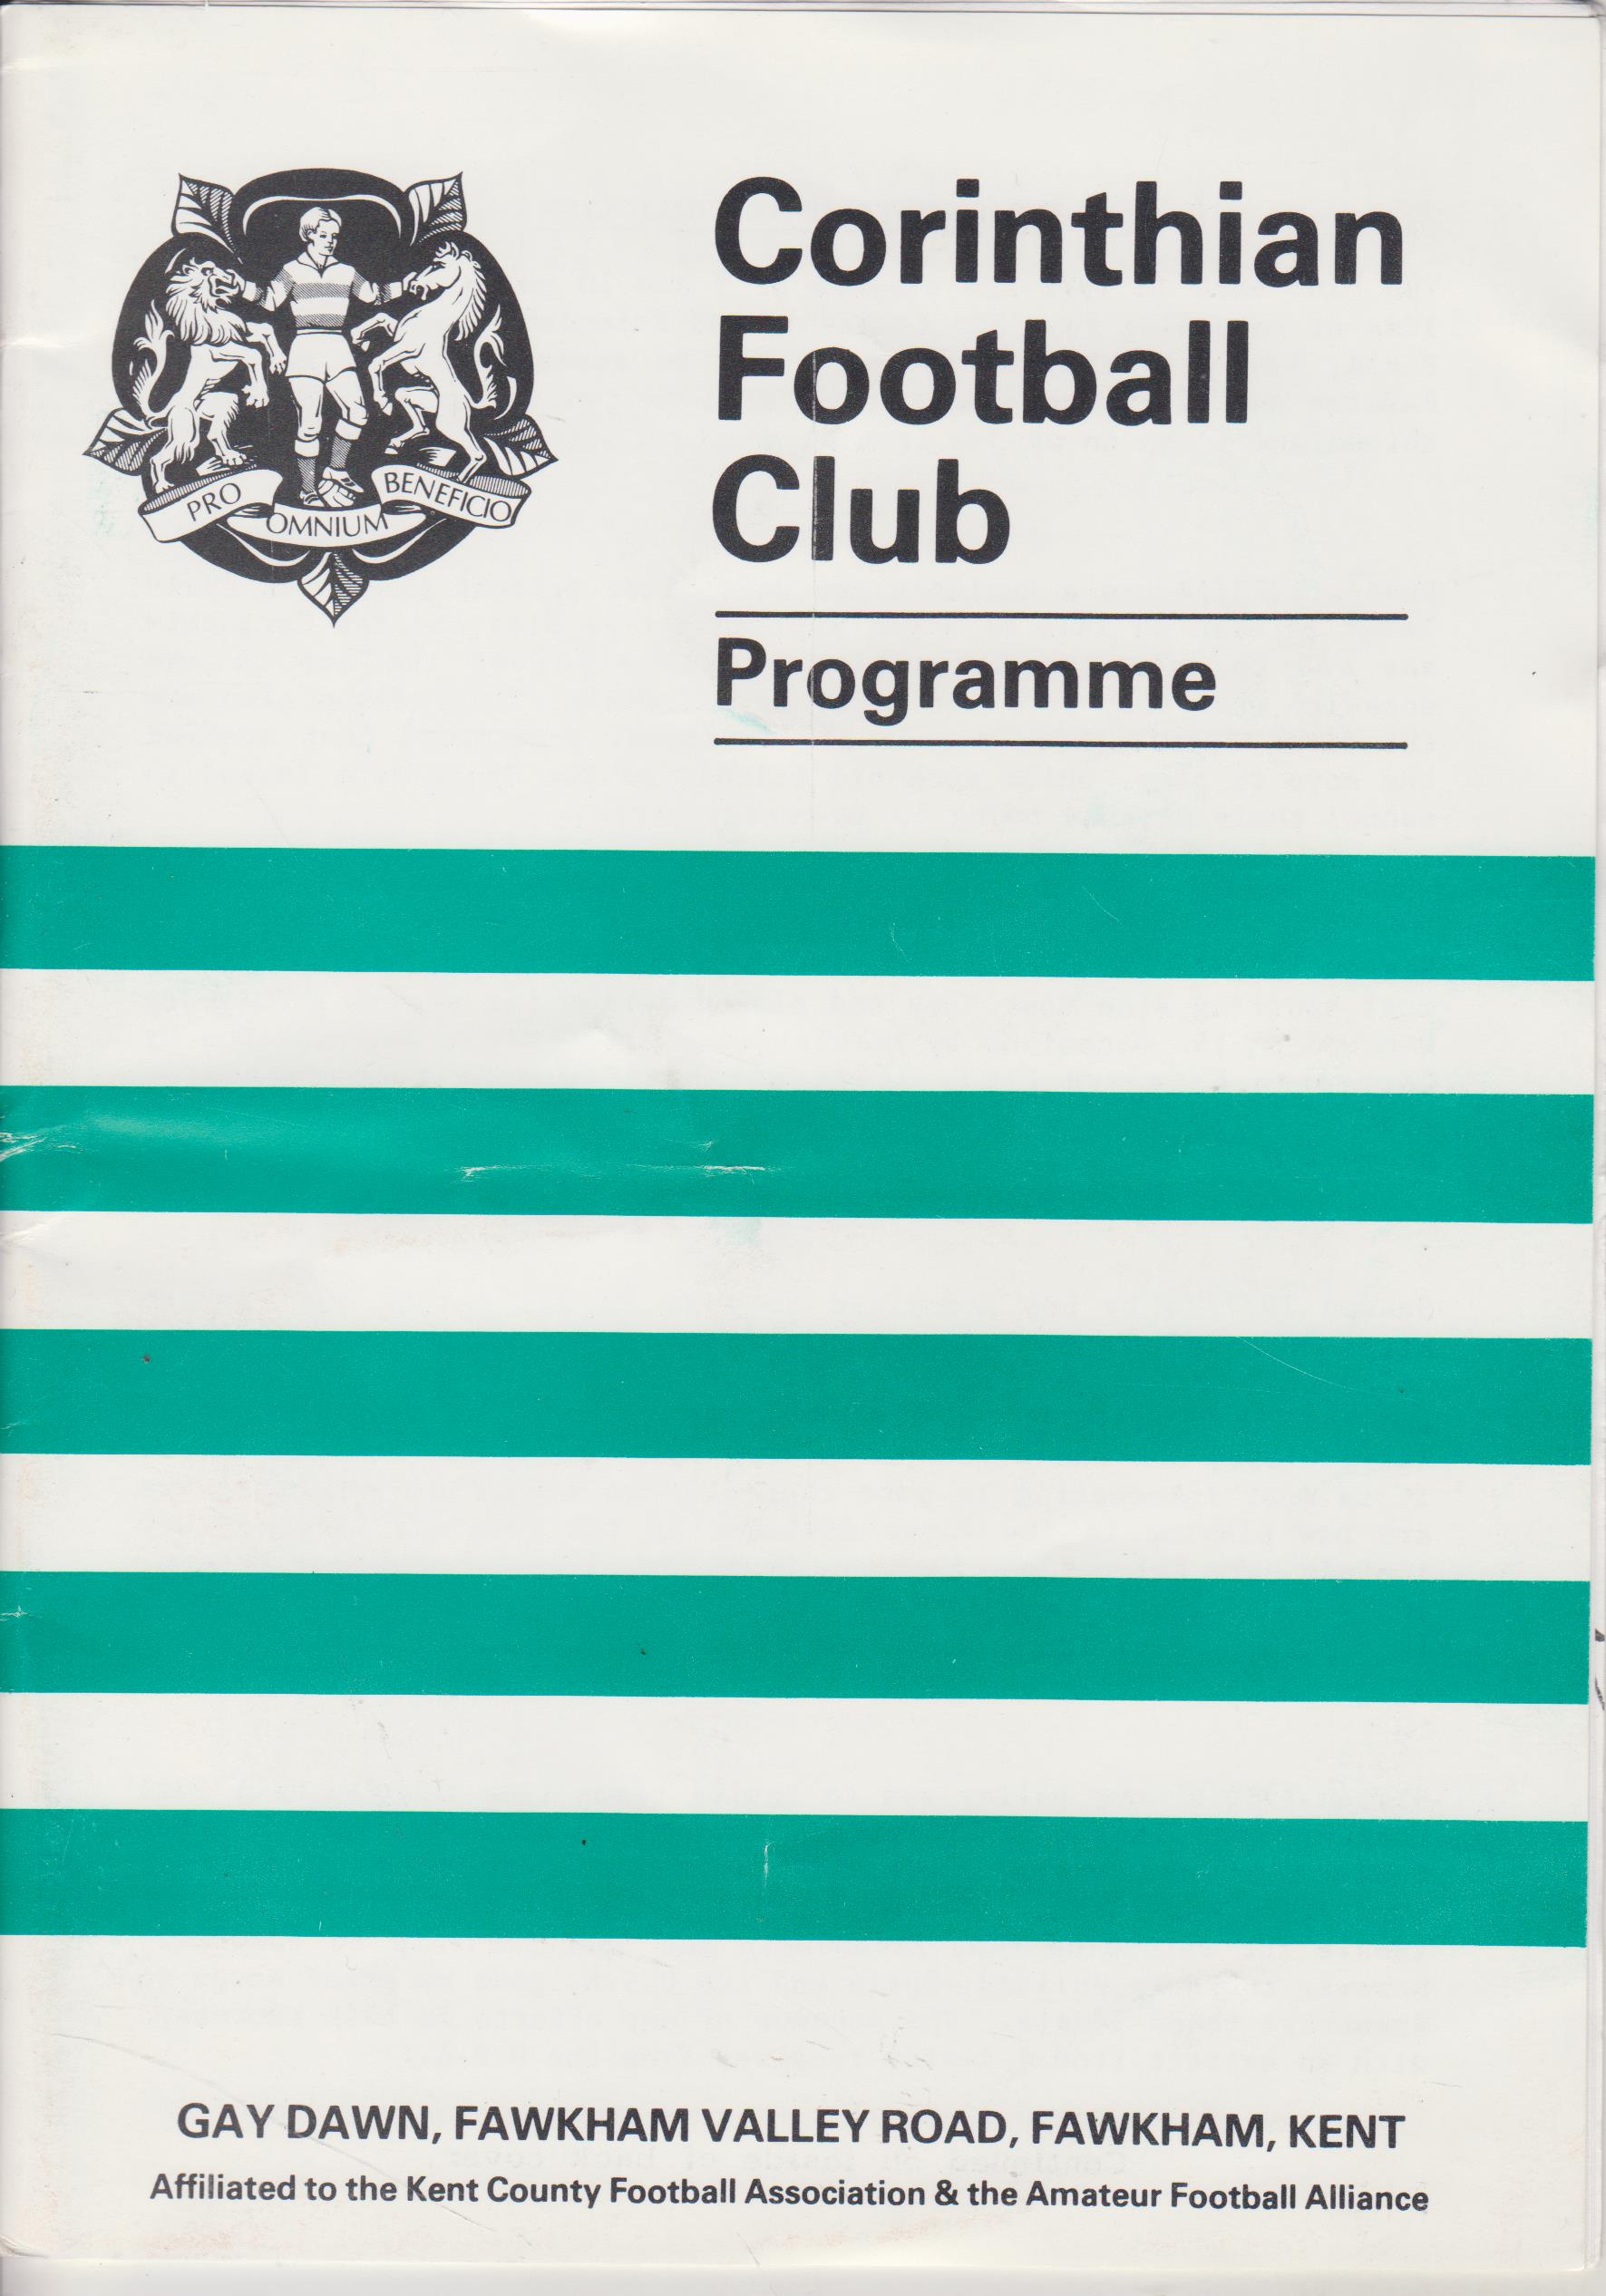 Corinthian
Football
Club
PRO OMNIUM BENEFICIO
Programme
GAY DAWN, FAWKHAM VALLEY ROAD, FAWKHAM, KENT
Affiliated to the Kent County Football Association & the Amateur Football Alliance